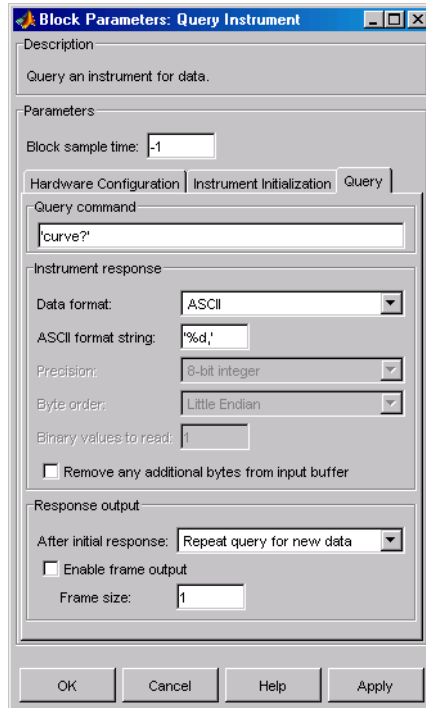 Block Parameters: Query Instrument
Description
Query an instrument for data.
Parameters
Block sample time: -1
Hardware Configuration Instrument Initialization Query
Query command
'curve?'
Instrument response
Data format: ASCII
ASCII format string: '%d,'
Precision: 8-bit integer
Byte order: Little Endian
Binary values to read: 1
Remove any additional bytes from input buffer
Response output
After initial response: Repeat query for new data
Enable frame output
Frame size: 1
OK Cancel Help Apply